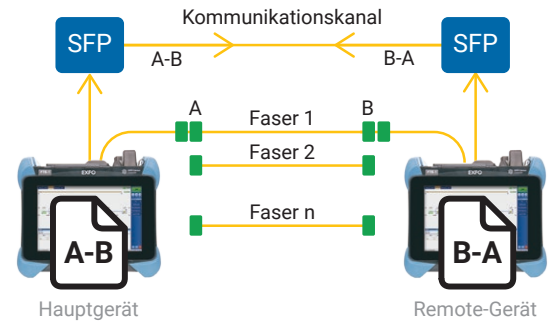 Kommunikationskanal
SFP
SFP
A-B
B-A
A
B
Faser 1
Faser 2
Faser n
EXFO
EXFO
A-B
B-A
Hauptgerät
Remote-Gerät